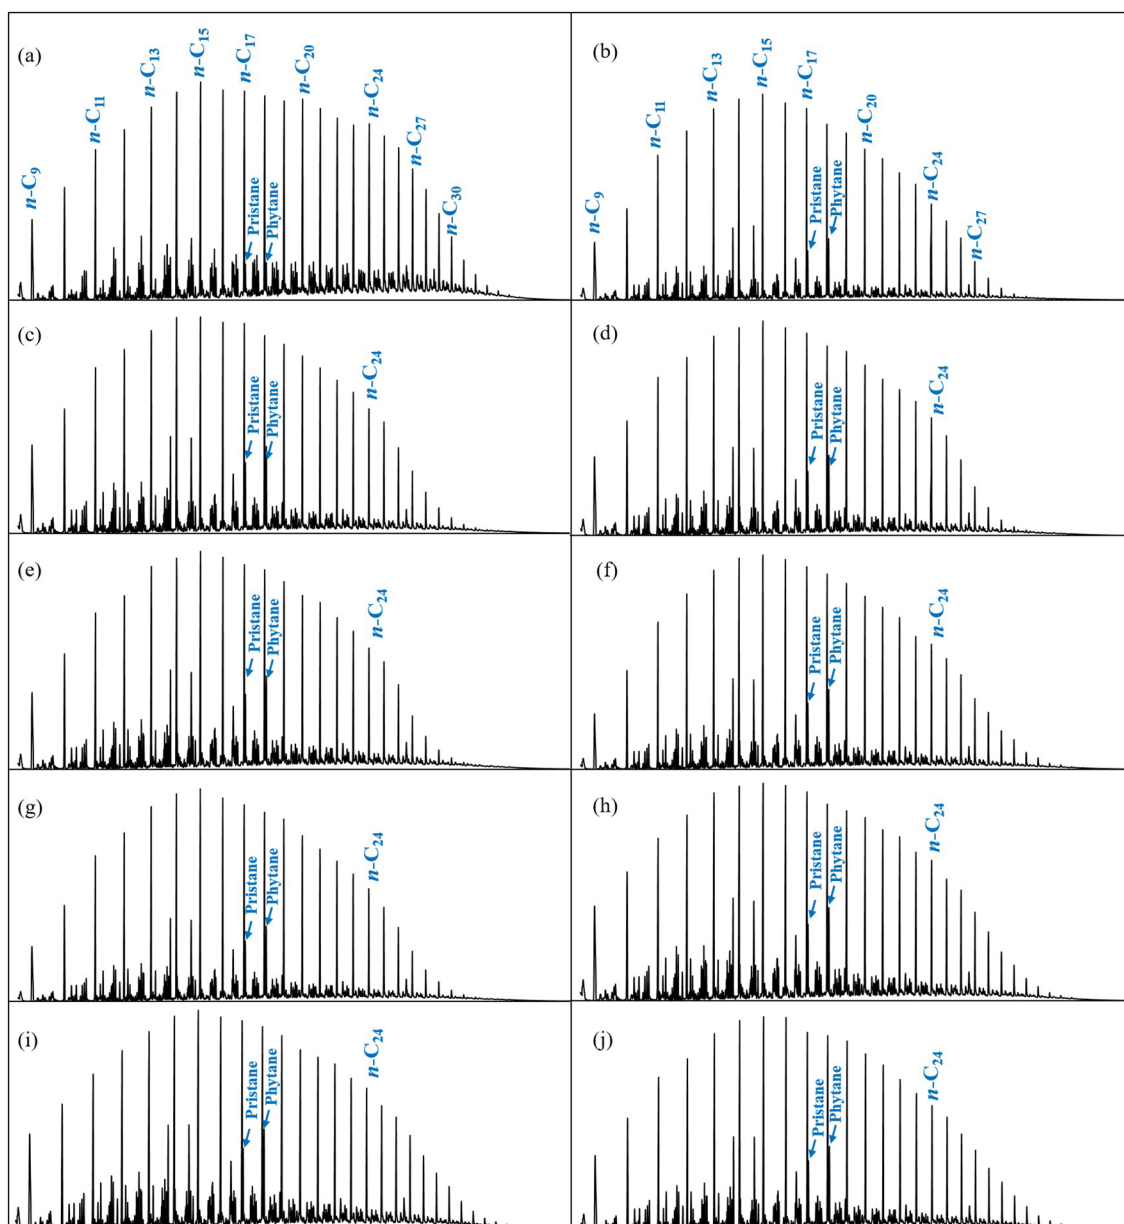 (a)
n-C9
n-C11
n-C13
n-C15
n-C17
n-C20
n-C24
n-C27
n-C30
Pristane
Phytane
(b)
n-C9
n-C11
n-C13
n-C15
n-C17
n-C20
n-C24
n-C27
Pristane
Phytane
(c)
Pristane
Phytane
n-C24
(d)
Pristane
Phytane
n-C24
(e)
Pristane
Phytane
n-C24
(f)
Pristane
Phytane
n-C24
(g)
Pristane
Phytane
n-C24
(h)
Pristane
Phytane
n-C24
(i)
Pristane
Phytane
n-C24
(j)
Pristane
Phytane
n-C24